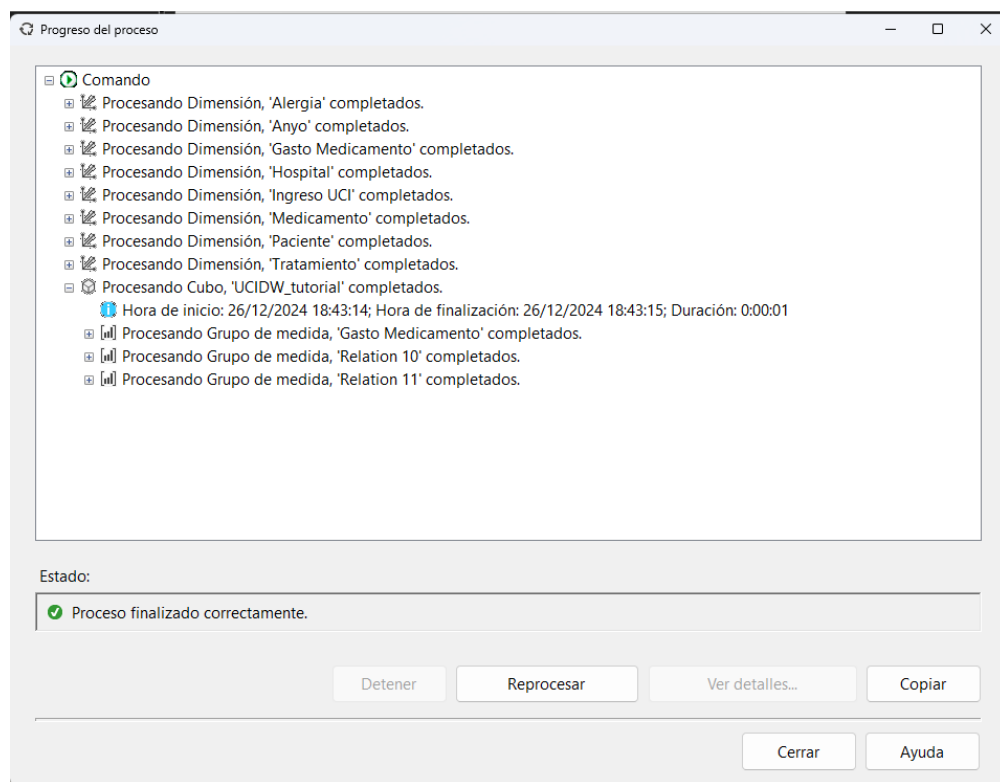 Progreso del proceso
Comando
Procesando Dimensión, 'Alergia' completados.
Procesando Dimensión, 'Anyo' completados.
Procesando Dimensión, 'Gasto Medicamento' completados.
Procesando Dimensión, 'Hospital' completados.
Procesando Dimensión, 'Ingreso UCI' completados.
Procesando Dimensión, 'Medicamento' completados.
Procesando Dimensión, 'Paciente' completados.
Procesando Dimensión, 'Tratamiento' completados.
Procesando Cubo, 'UCIDW_tutorial' completados.
Hora de inicio: 26/12/2024 18:43:14; Hora de finalización: 26/12/2024 18:43:15; Duración: 0:00:01
Procesando Grupo de medida, 'Gasto Medicamento' completados.
Procesando Grupo de medida, 'Relation 10' completados.
Procesando Grupo de medida, 'Relation 11' completados.
Estado:
Proceso finalizado correctamente.
Detener Reprocesar Ver detalles... Copiar
Cerrar Ayuda